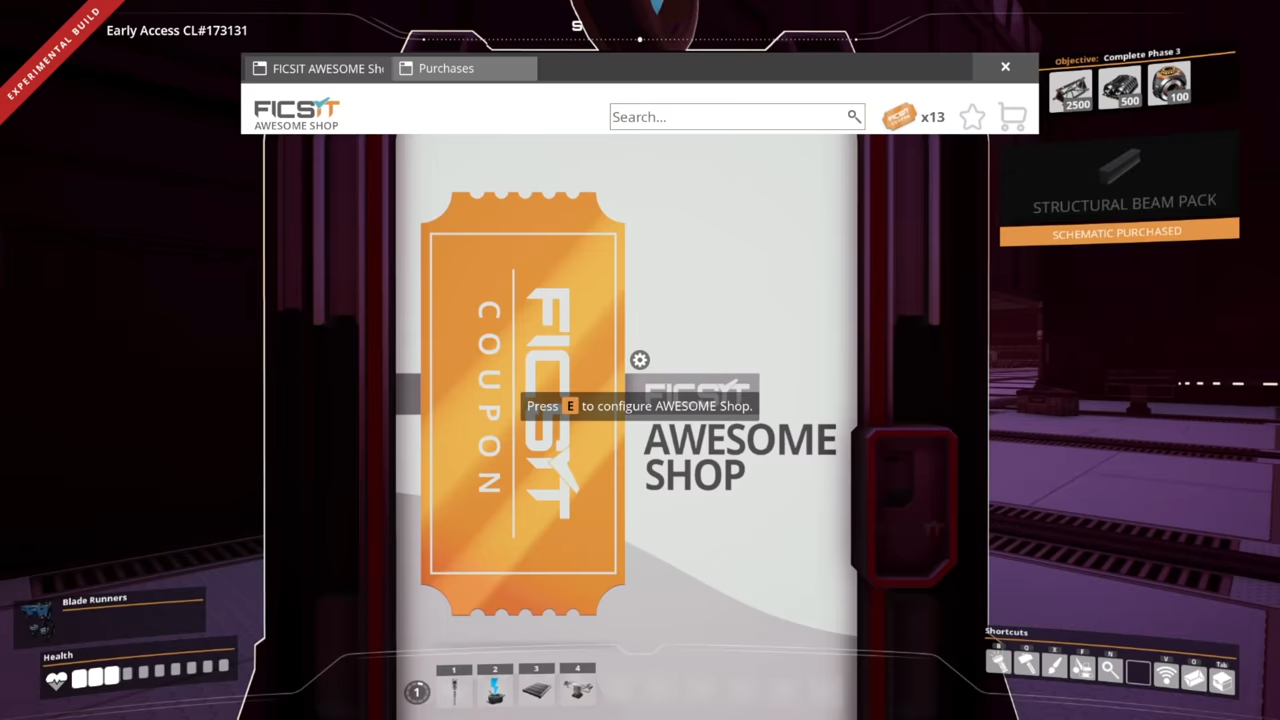 EXPERIMENTAL BUILD
Early Access CL#173131
S
FICSIT AWESOME Sh
Purchases
FICSIT
AWESOME SHOP
Search...
x13
Objective: Complete Phase 3
2500
500
100
STRUCTURAL BEAM PACK
SCHEMATIC PURCHASED
FICSIT
COUPON
FICSIT
Press E to configure AWESOME Shop.
AWESOME
SHOP
Blade Runners
Health
1
1
2
3
4
Shortcuts
B
Q
X
F
N
V
O
Tab